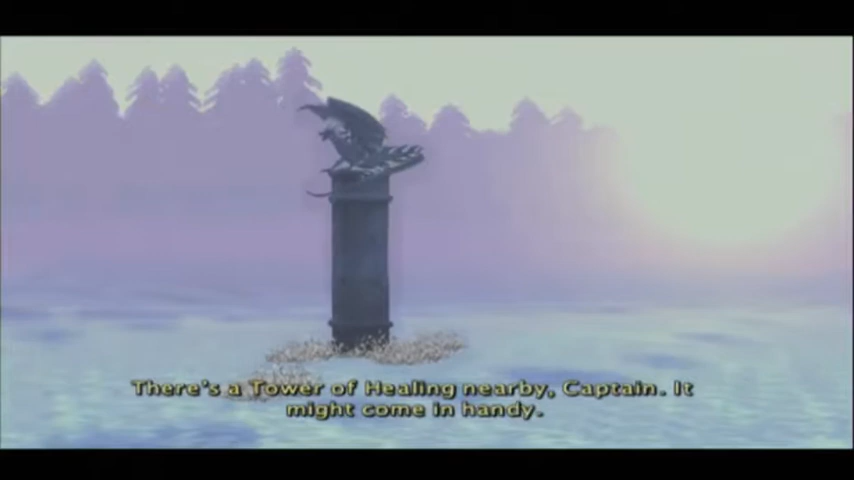 There's a Tower of Healing nearby, Captain. It
might come in handy.